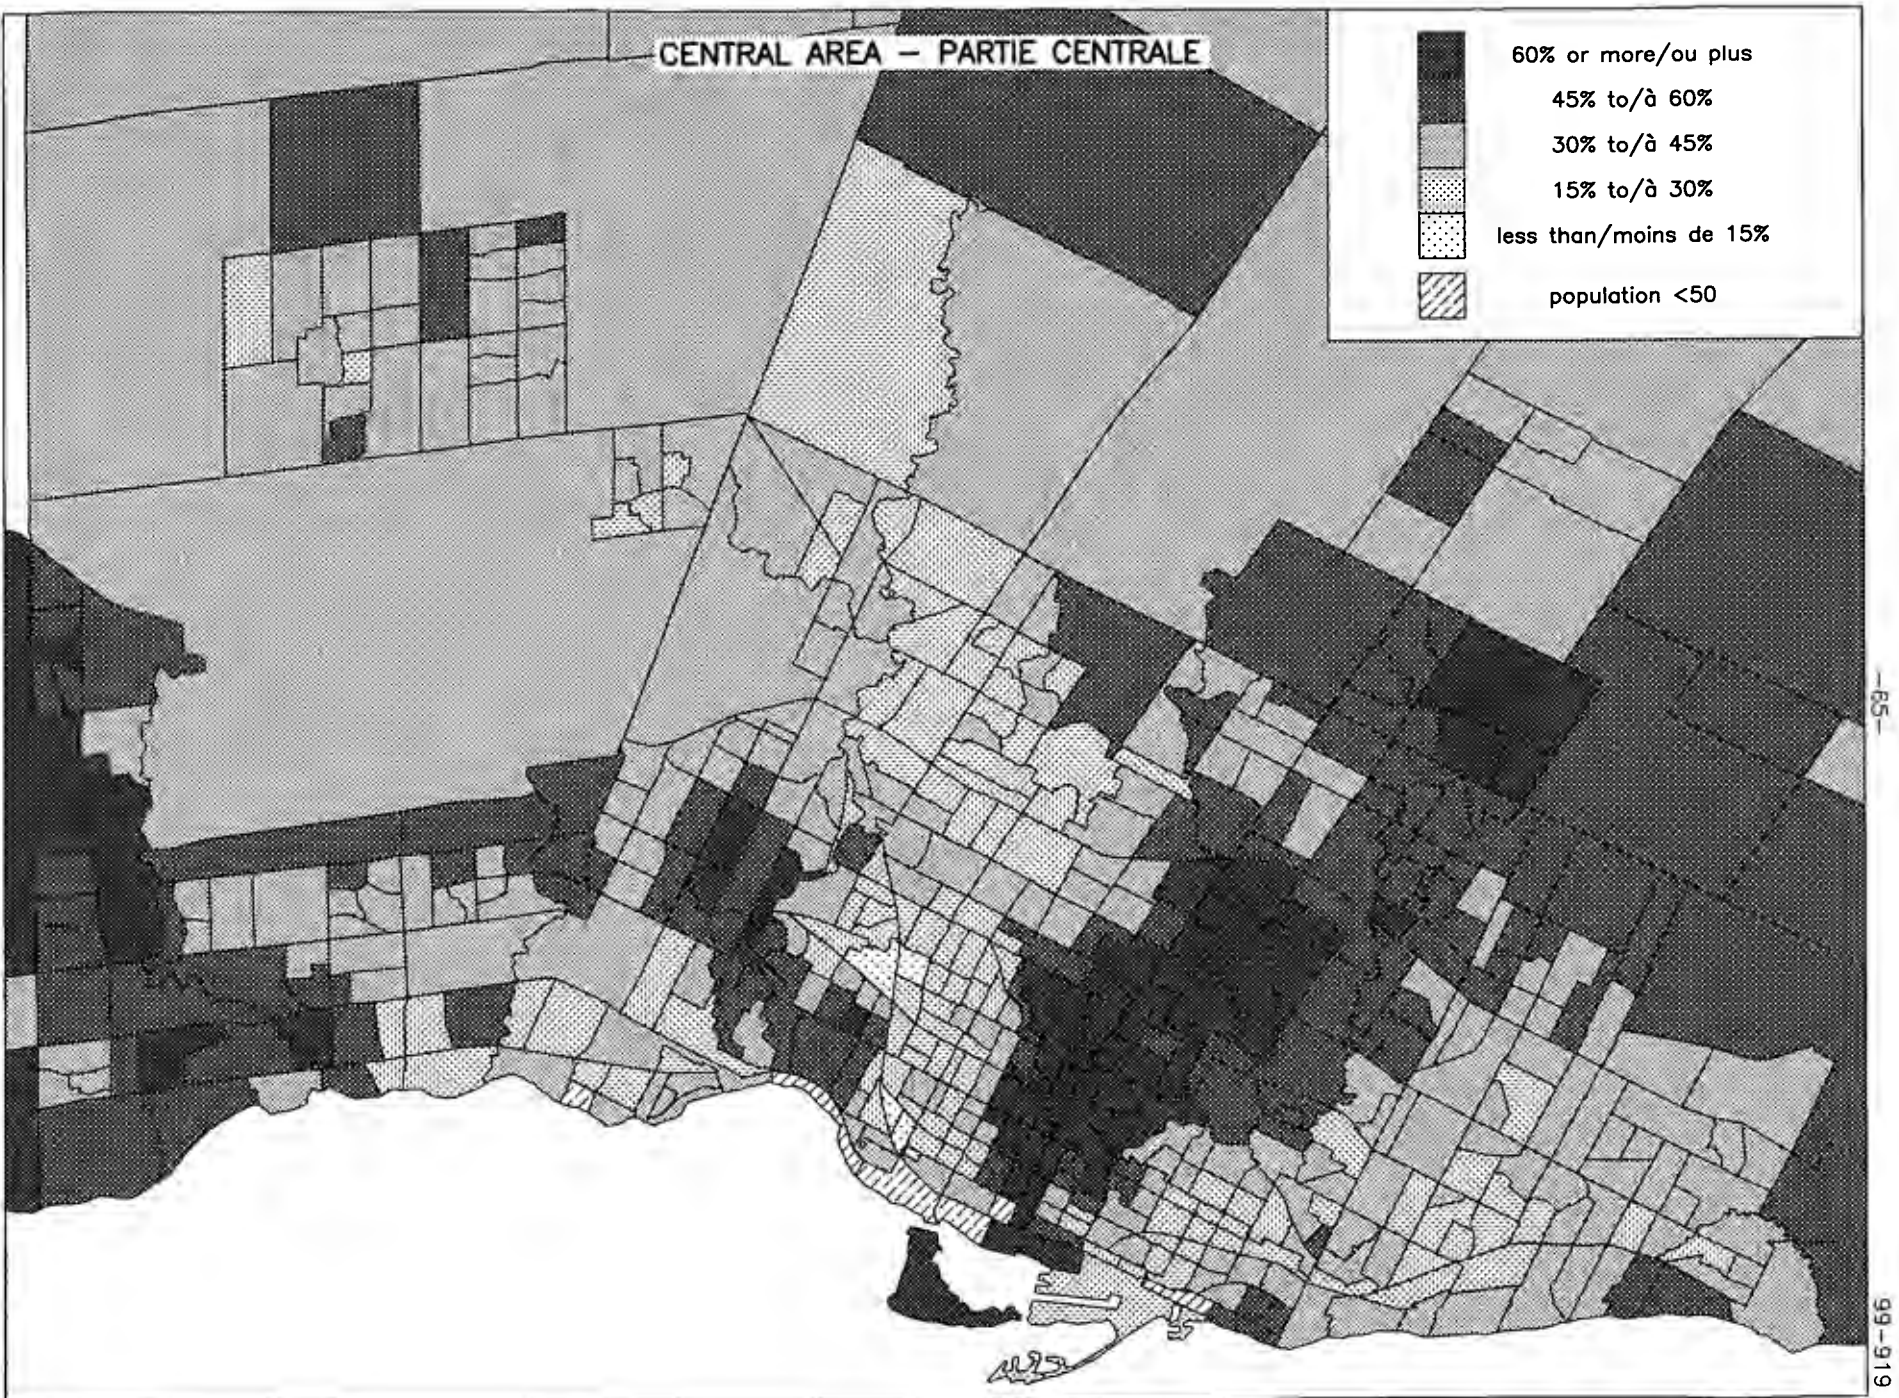 CENTRAL AREA – PARTIE CENTRALE
60% or more/ou plus
45% to/à 60%
30% to/à 45%
15% to/à 30%
less than/moins de 15%
population <50
-65-
99-919